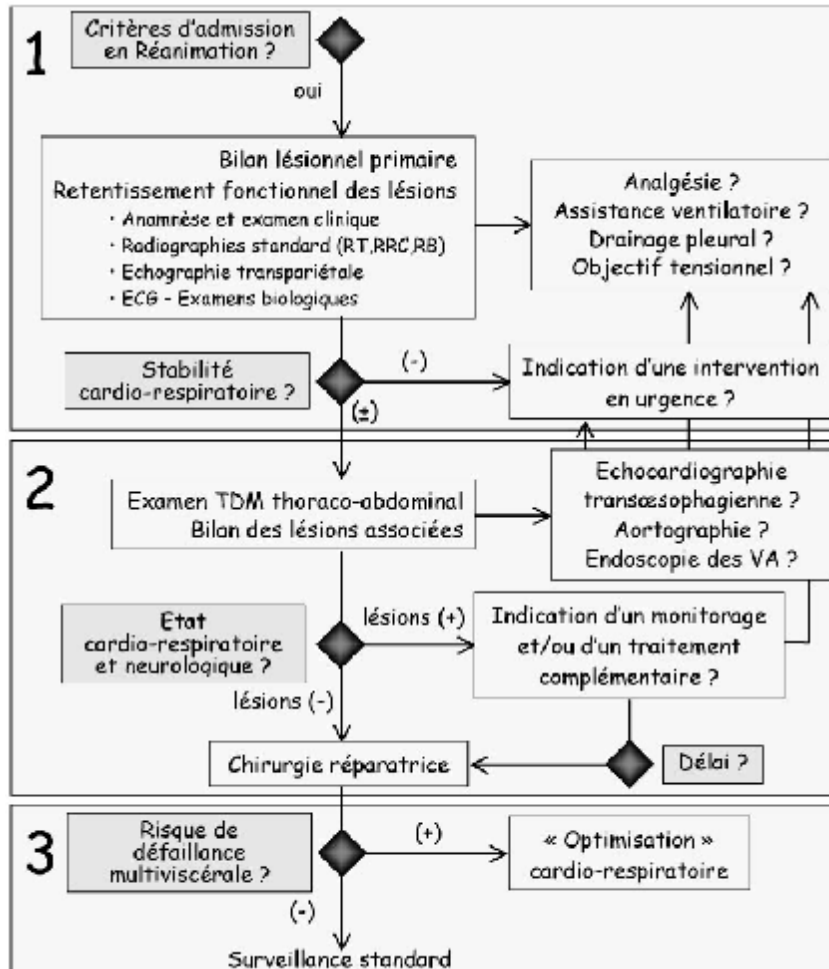 1
Critères d'admission
en Réanimation ?
oui
Bilan lésionnel primaire
Retentissement fonctionnel des lésions
• Anamnèse et examen clinique
• Radiographies standard (RT,RRC,RB)
• Echographie transpariétale
• ECG - Examens biologiques
Analgésie ?
Assistance ventilatoire ?
Drainage pleural ?
Objectif tensionnel ?
Stabilité
cardio-respiratoire ?
(-)
(±)
Indication d'une intervention
en urgence ?
2
Examen TDM thoraco-abdominal
Bilan des lésions associées
Echocardiographie
transœsophagienne ?
Aortographie ?
Endoscopie des VA ?
Etat
cardio-respiratoire
et neurologique ?
lésions (+)
lésions (-)
Indication d'un monitorage
et/ou d'un traitement
complémentaire ?
Chirurgie réparatrice
Délai ?
3
Risque de
défaillance
multiviscérale ?
(+)
(-)
« Optimisation »
cardio-respiratoire
Surveillance standard